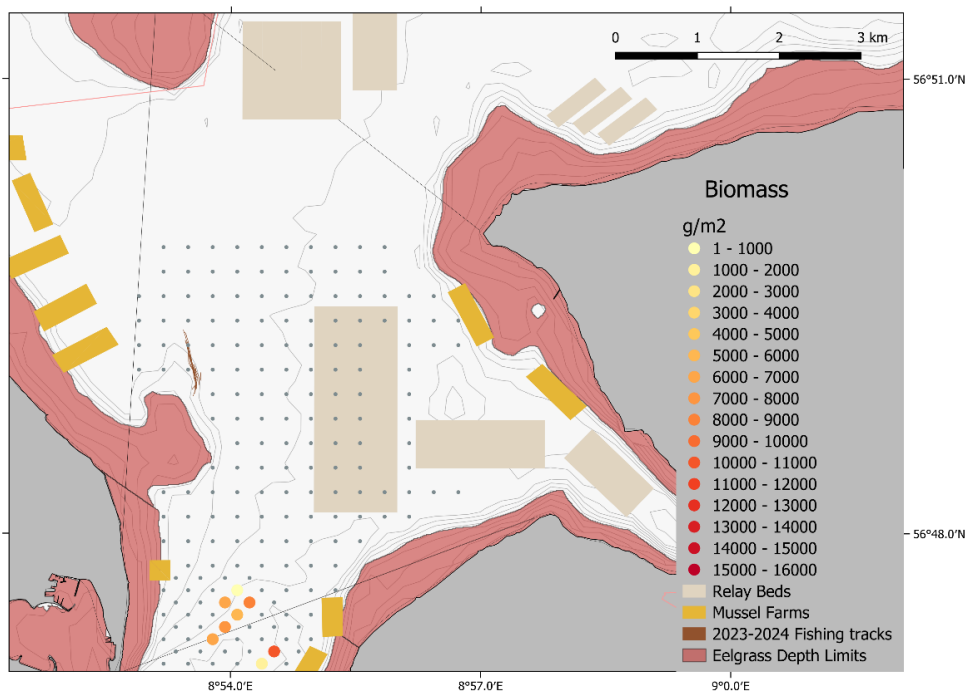 0 1 2 3 km
56°51.0'N
Biomass
g/m2
1 - 1000
1000 - 2000
2000 - 3000
3000 - 4000
4000 - 5000
5000 - 6000
6000 - 7000
7000 - 8000
8000 - 9000
9000 - 10000
10000 - 11000
11000 - 12000
12000 - 13000
13000 - 14000
14000 - 15000
15000 - 16000
Relay Beds
Mussel Farms
2023-2024 Fishing tracks
Eelgrass Depth Limits
56°48.0'N
8°54.0'E 8°57.0'E 9°0.0'E